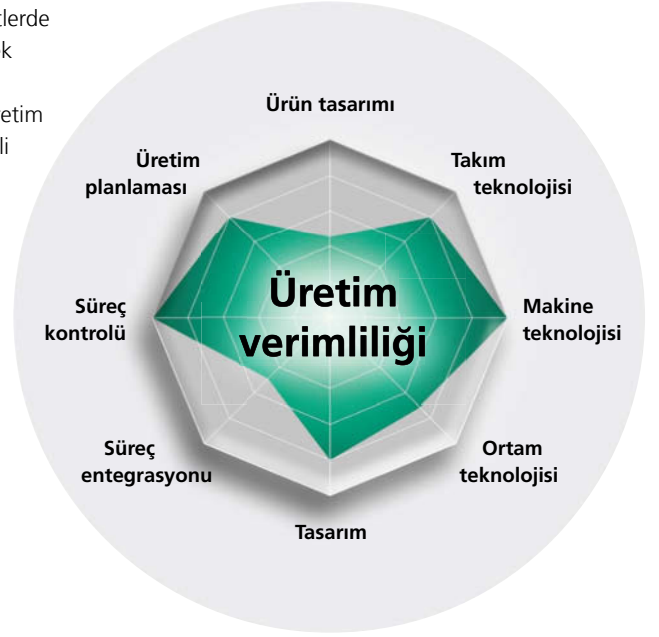 Ürün tasarımı
Üretim
planlaması
Takım
teknolojisi
Süreç
kontrolü
Üretim
verimliliği
Makine
teknolojisi
Süreç
entegrasyonu
Ortam
teknolojisi
Tasarım